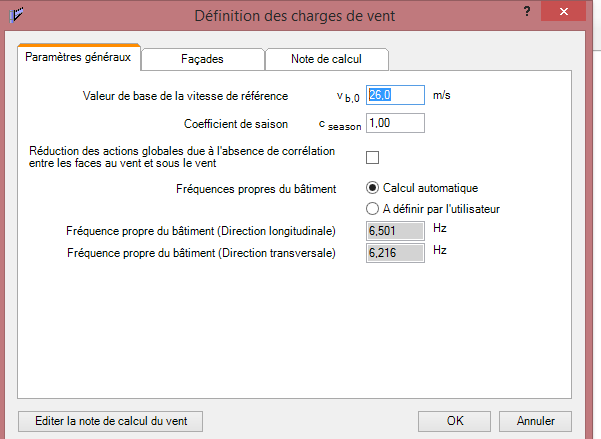 Définition des charges de vent
?
Paramètres généraux
Façades
Note de calcul
Valeur de base de la vitesse de référence v b,0 26,0 m/s
Coefficient de saison c season 1,00
Réduction des actions globales due à l'absence de corrélation
entre les faces au vent et sous le vent
Fréquences propres du bâtiment Calcul automatique
A définir par l'utilisateur
Fréquence propre du bâtiment (Direction longitudinale) 6,501 Hz
Fréquence propre du bâtiment (Direction transversale) 6,216 Hz
Editer la note de calcul du vent
OK
Annuler